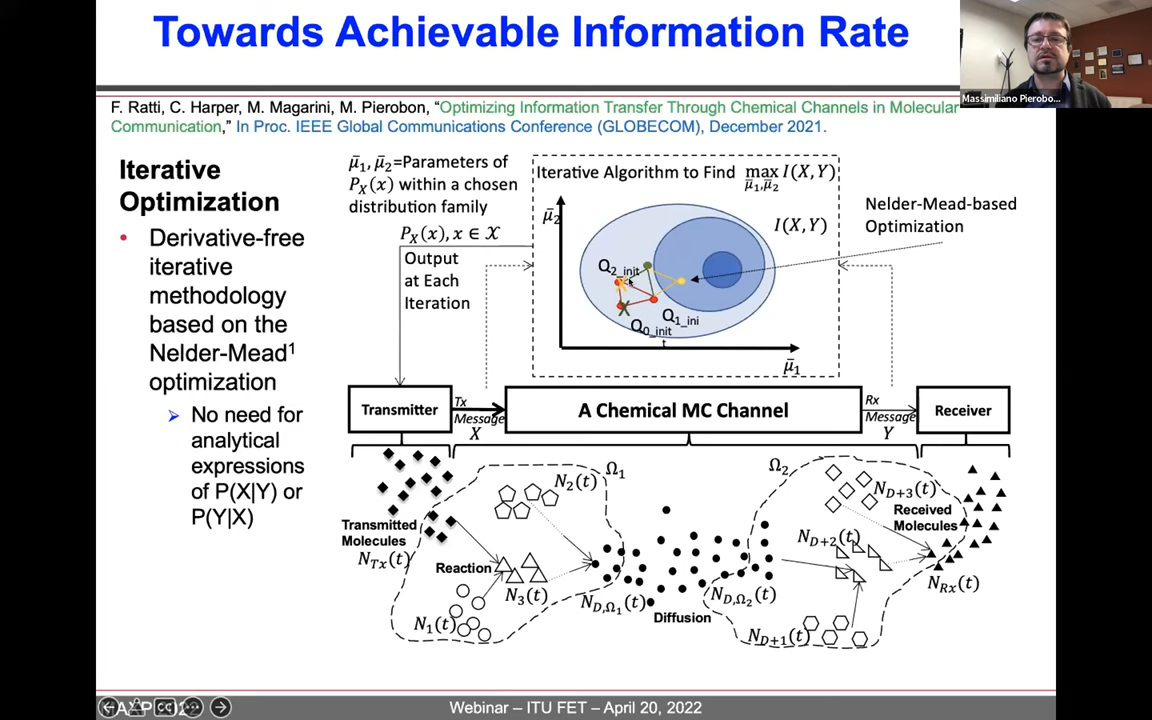 Towards Achievable Information Rate
Massimiliano Pierobo...
F. Ratti, C. Harper, M. Magarini, M. Pierobon, “Optimizing Information Transfer Through Chemical Channels in Molecular
Communication,” In Proc. IEEE Global Communications Conference (GLOBECOM), December 2021.
Iterative
Optimization
• Derivative-free
iterative
methodology
based on the
Nelder-Mead¹
optimization
➢ No need for
analytical
expressions
of P(X|Y) or
P(Y|X)
μ̄₁, μ̄₂=Parameters of
P_X(x) within a chosen
distribution family
P_X(x), x ∈ 𝒳
Output
at Each
Iteration
Iterative Algorithm to Find max I(X,Y)
μ̄₁,μ̄₂
μ̄₂
I(X,Y)
Q2_init
Q1_ini
Q0_init
t
μ̄₁
Nelder-Mead-based
Optimization
Transmitter
Tx
Message
X
A Chemical MC Channel
Rx
Message
Y
Receiver
Transmitted
Molecules
N_Tx(t)
Reaction
N₁(t)
N₂(t)
N₃(t)
Ω₁
N_D,Ω₁(t)
Diffusion
N_D,Ω₂(t)
Ω₂
N_D+3(t)
Received
Molecules
N_D+2(t)
N_D+1(t)
N_Rx(t)
Webinar – ITU FET – April 20, 2022